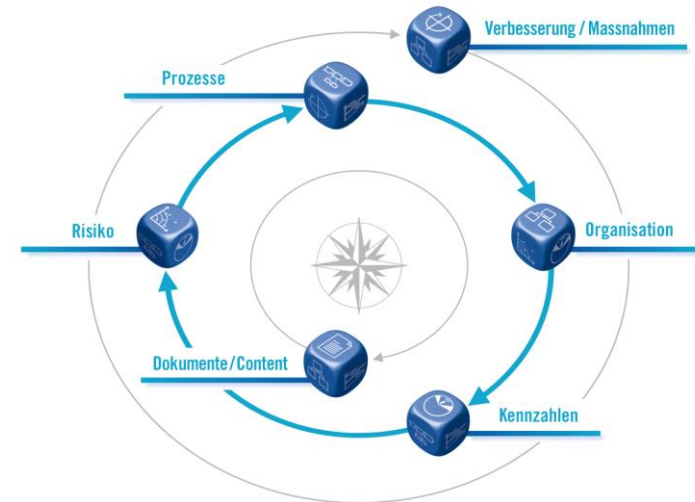 Verbesserung / Massnahmen
Prozesse
Risiko
Organisation
Dokumente/Content
Kennzahlen